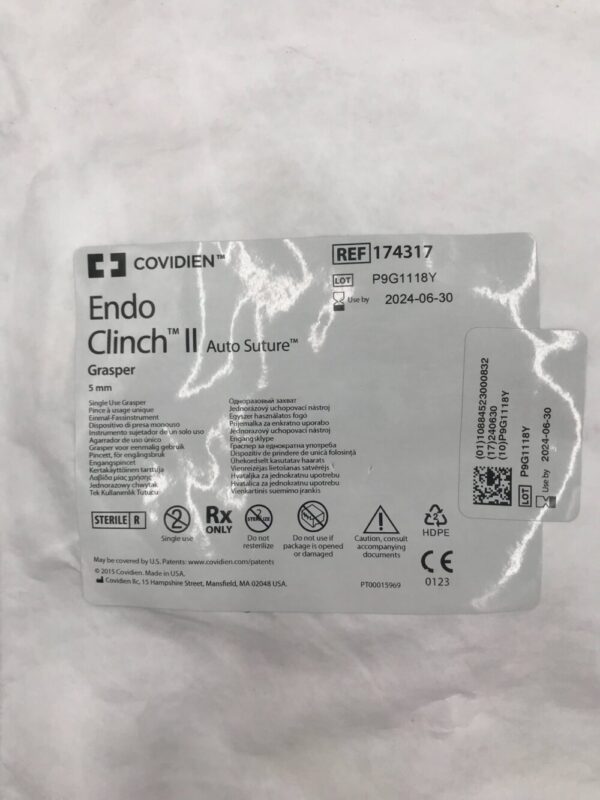 COVIDIEN™
Endo
Clinch™ II Auto Suture™
Grasper
5 mm
REF 174317
LOT P9G1118Y
Use by 2024-06-30
Single Use Grasper
Pince à usage unique
Einmal-Fassinstrument
Dispositivo di presa monouso
Instrumento sujetador de un solo uso
Agarrador de uso único
Grasper voor eenmalig gebruik
Pincett, för engångsbruk
Engangspincet
Kertakäyttöinen tarttuja
Λαβίδα μίας χρήσης
Jednorazowy chwytak
Tek Kullanımlık Tutucu
Одноразовый захват
Jednorázový uchopovací nástroj
Egyszer használatos fogó
Prijemalka za enkratno uporabo
Jednorázový uchopovací nástroj
Engangsklype
Граспер за еднократна употреба
Dispozitiv de prindere de unică folosință
Ühekordselt kasutatav haarats
Vienreizējas lietošanas satvērējs
Hvataljka za jednokratnu upotrebu
Hvatalica za jednokratnu upotrebu
Vienkartinis suėmimo įrankis
STERILE R
2
Single use
Rx
ONLY
STERILIZE
Do not
resterilize
Do not use if
package is opened
or damaged
Caution, consult
accompanying
documents
2
HDPE
CE
0123
May be covered by U.S. Patents: www.covidien.com/patents
© 2015 Covidien. Made in USA.
Covidien llc, 15 Hampshire Street, Mansfield, MA 02048 USA.
PT00015969
(01)10884523000832
(17)240630
(10)P9G1118Y
LOT P9G1118Y
Use by 2024-06-30